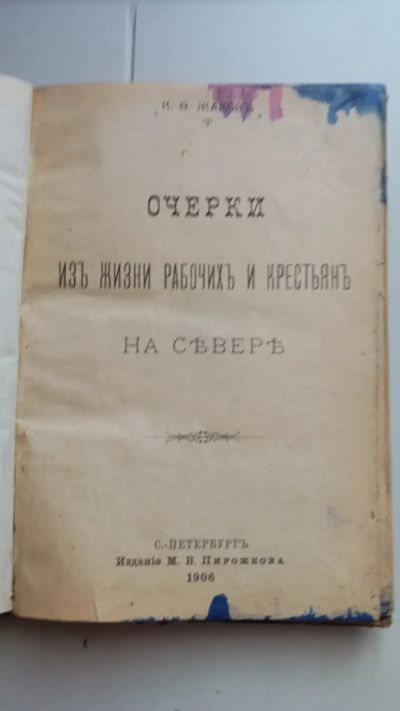 К. Ѳ. ЖАКОВЪ
ОЧЕРКИ
ИЗЪ ЖИЗНИ РАБОЧИХЪ И КРЕСТЬЯНЪ
НА СѢВЕРѢ
С.-ПЕТЕРБУРГЪ
Изданіе М. В. Пирожкова
1906